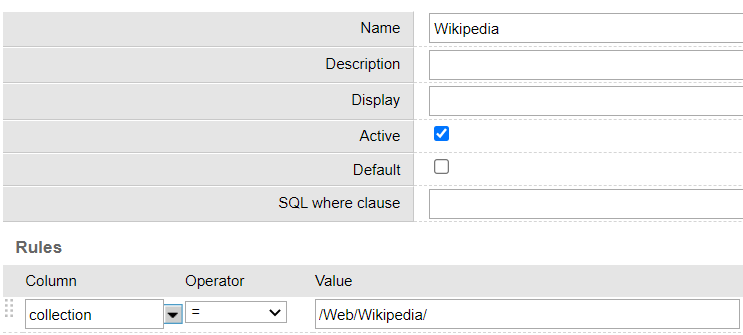 Name Wikipedia
Description
Display
Active
Default
SQL where clause
Rules
Column Operator Value
collection = /Web/Wikipedia/